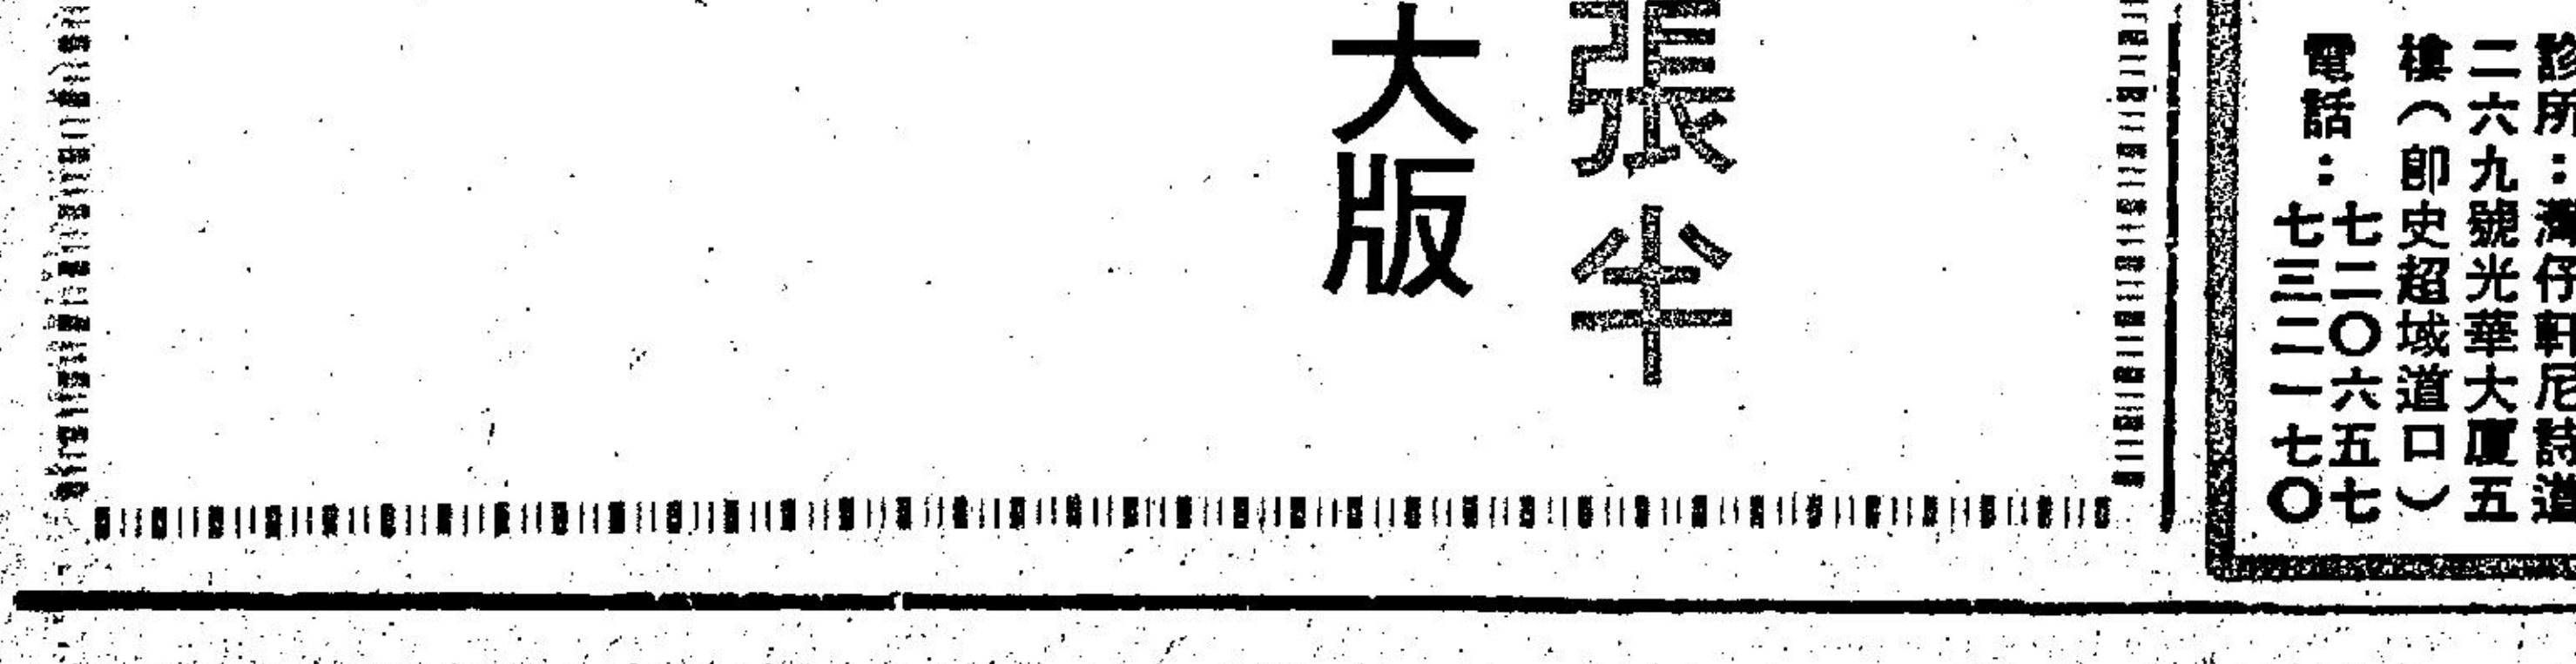 診所：灣仔軒尼詩道
二六九號光華大廈五
樓（即史超域道口）
電話：七二〇六五七
七三二一七〇
張半
大版